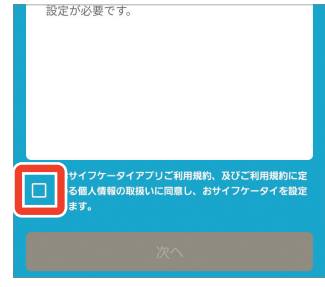 設定が必要です。
サイフケータイアプリご利用規約、及びご利用規約に定
る個人情報の取扱いに同意し、おサイフケータイを設定
ます。
次へ